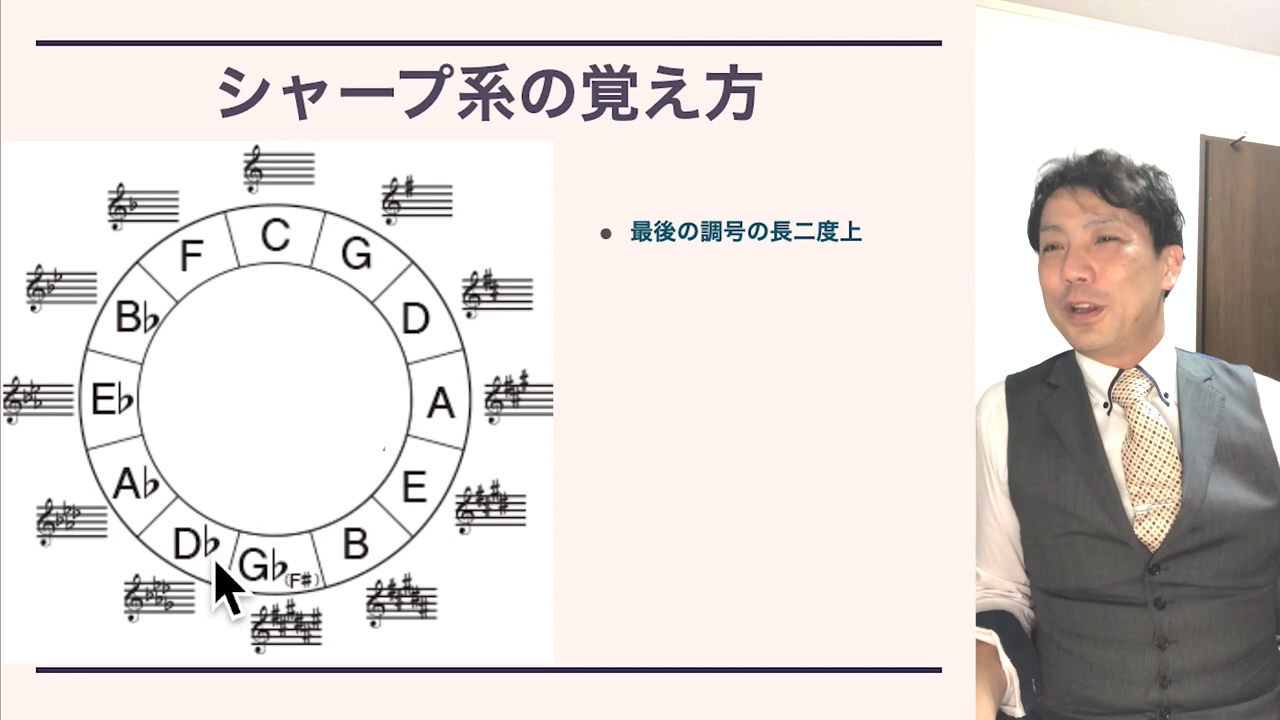 シャープ系の覚え方
C
G
D
A
E
B
G♭(F#)
D♭
A♭
E♭
B♭
F
• 最後の調号の長二度上